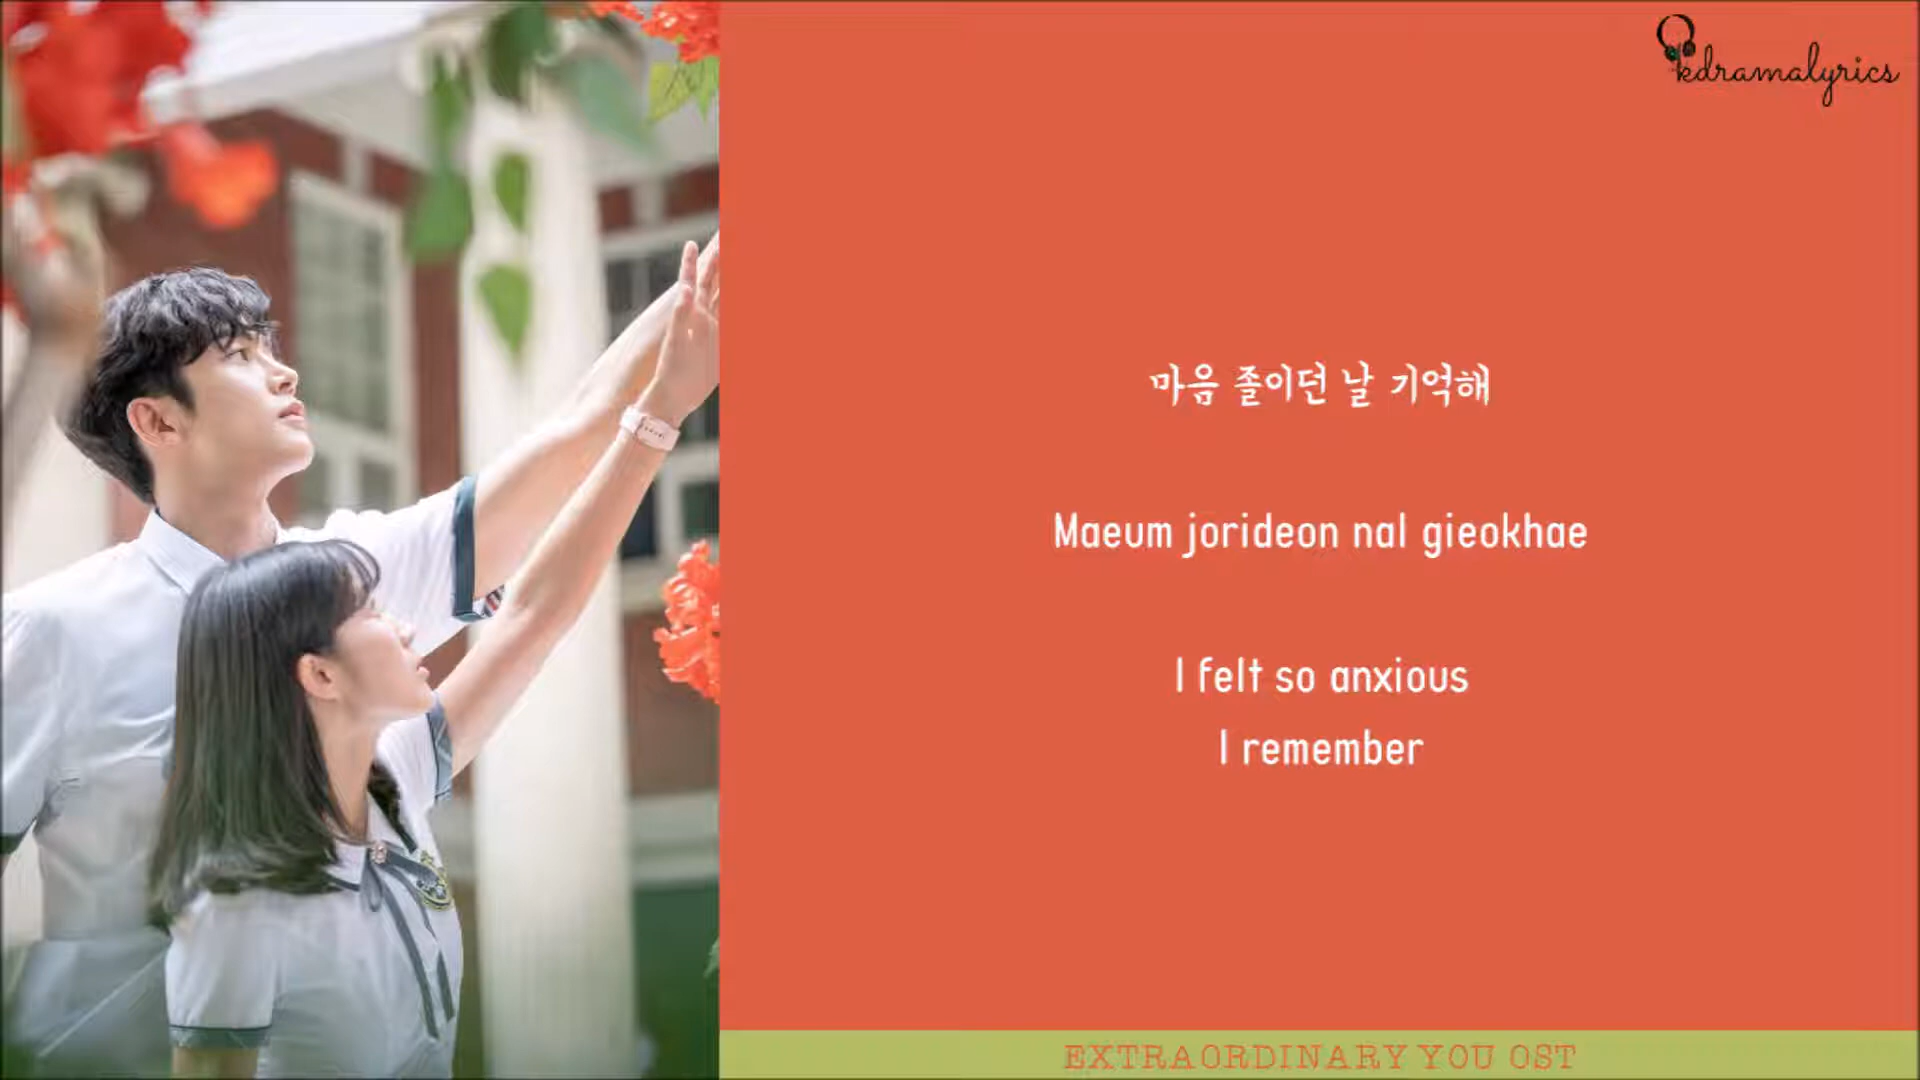 kdramalyrics
마음 졸이던 날 기억해
Maeum jorideon nal gieokhae
I felt so anxious
I remember
EXTRAORDINARY YOU OST